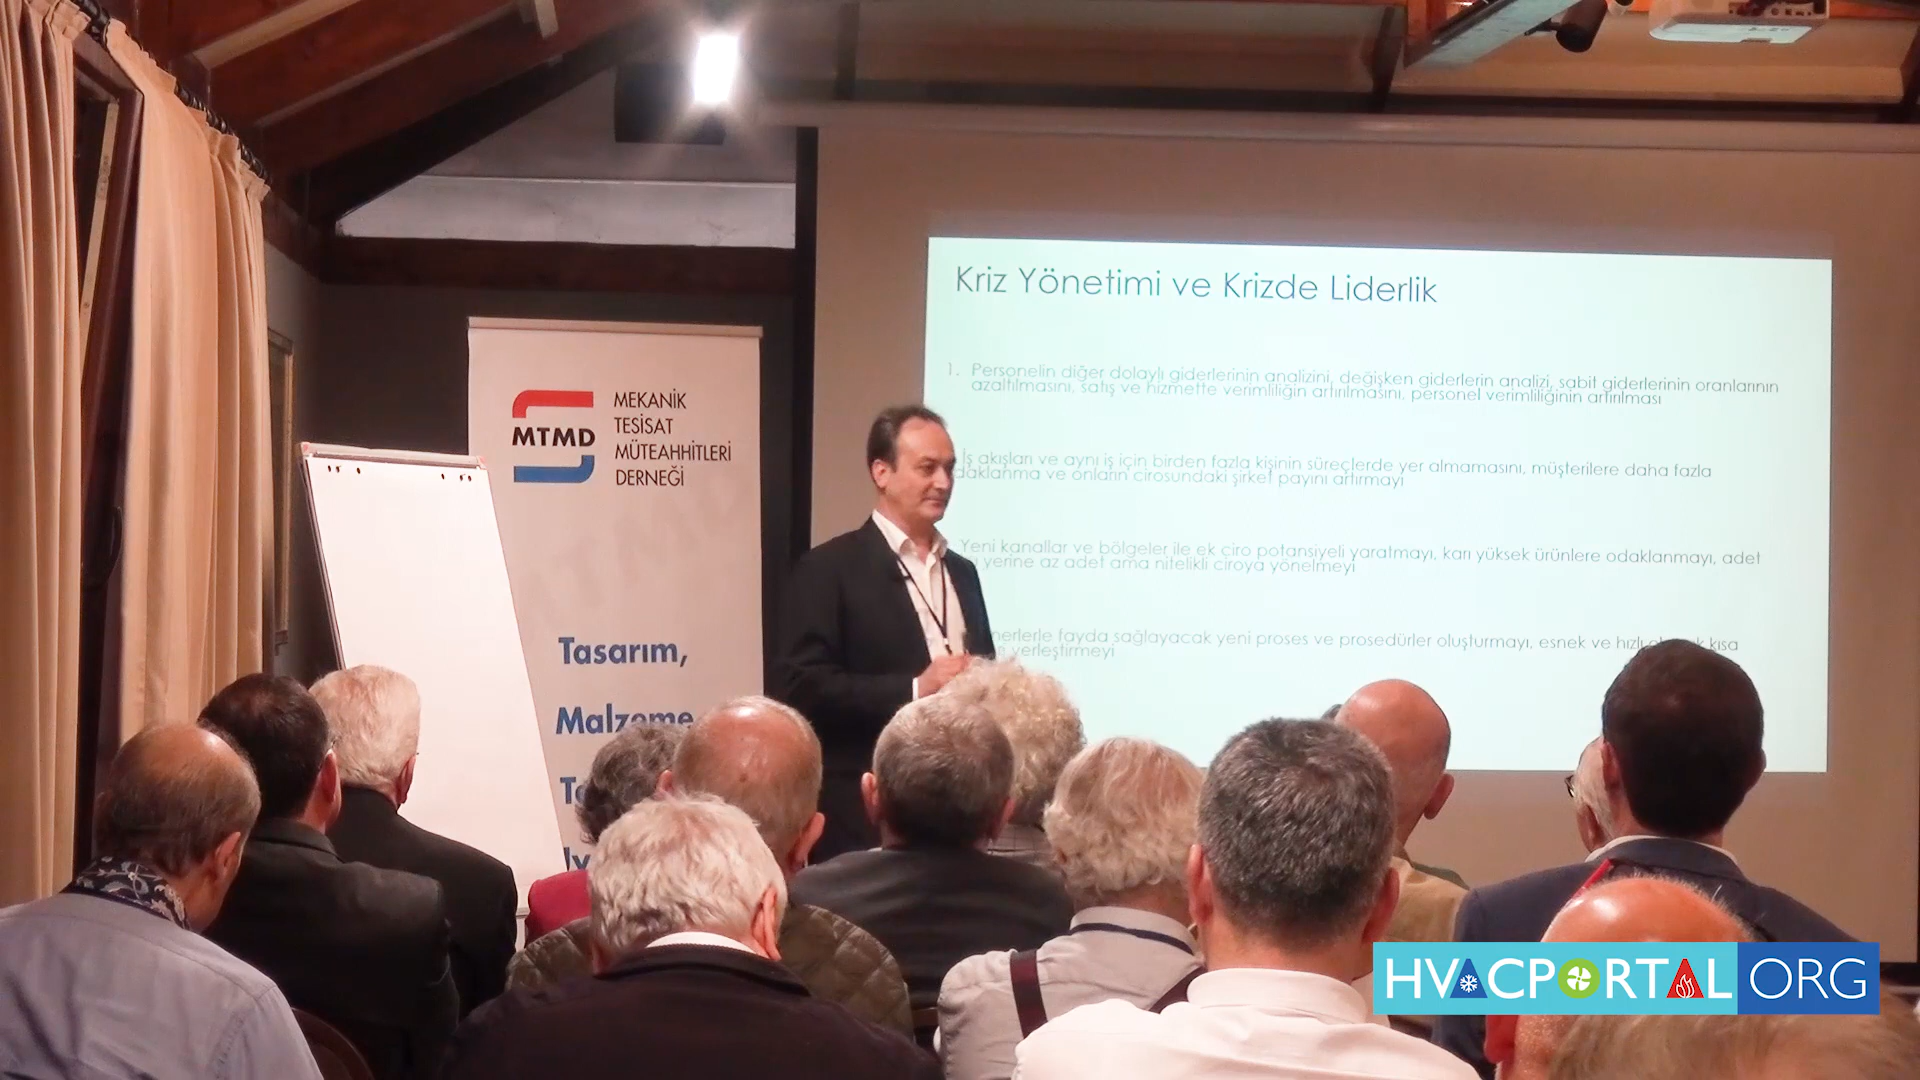 Kriz Yönetimi ve Krizde Liderlik
1. Personelin diğer dolaylı giderlerinin analizini, değişken giderlerin analizi, sabit giderlerinin oranlarının
azaltılmasını, satış ve hizmette verimliliğin artırılmasını, personel verimliliğinin artırılması
İş akışları ve aynı iş için birden fazla kişinin süreçlerde yer almamasını, müşterilere daha fazla
daklanma ve onların cirosundaki şirket payını artırmayı
Yeni kanallar ve bölgeler ile ek ciro potansiyeli yaratmayı, karı yüksek ürünlere odaklanmayı, adet
yerine az adet ama nitelikli ciroya yönelmeyi
nerlerle fayda sağlayacak yeni proses ve prosedürler oluşturmayı, esnek ve hızlı kısa
yerleştirmeyi
MTMD
MEKANİK
TESİSAT
MÜTEAHHİTLERİ
DERNEĞİ
Tasarım,
Malzeme
HVACPORTAL.ORG